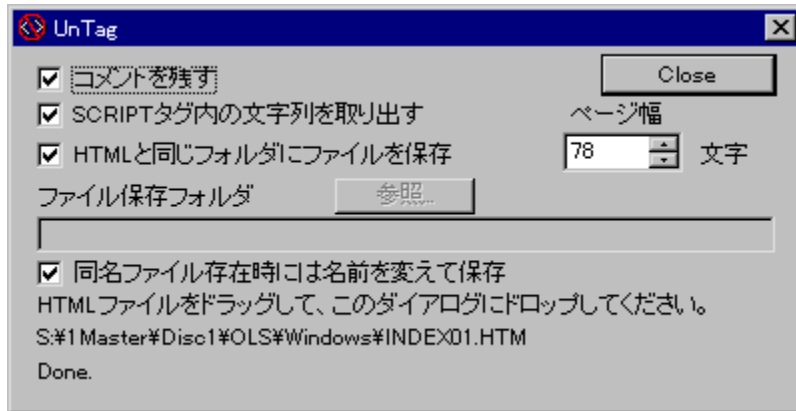 UnTag
コメントを残す
Close
SCRIPTタグ内の文字列を取り出す
ページ幅
HTMLと同じフォルダにファイルを保存
78 文字
ファイル保存フォルダ 参照...
同名ファイル存在時には名前を変えて保存
HTMLファイルをドラッグして、このダイアログにドロップしてください。
S:¥1Master¥Disc1¥OLS¥Windows¥INDEX01.HTM
Done.